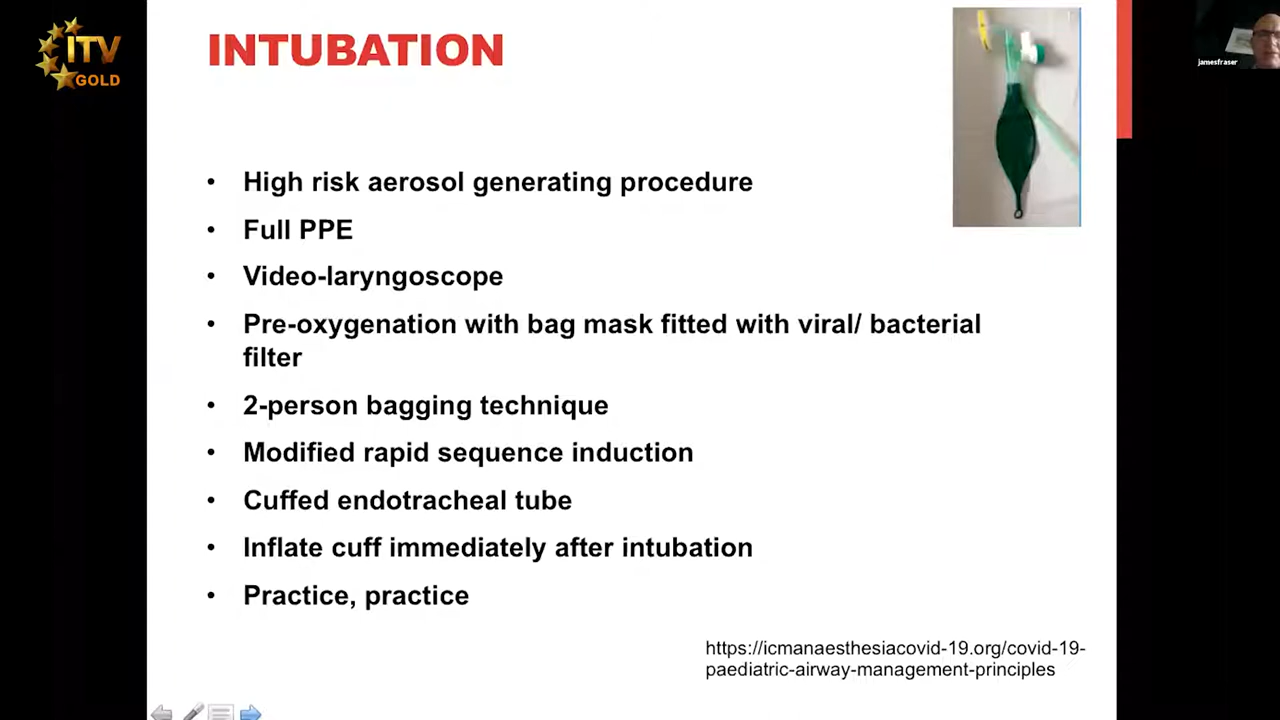 ITV
GOLD
INTUBATION
jamesfraser
• High risk aerosol generating procedure
• Full PPE
• Video-laryngoscope
• Pre-oxygenation with bag mask fitted with viral/ bacterial
filter
• 2-person bagging technique
• Modified rapid sequence induction
• Cuffed endotracheal tube
• Inflate cuff immediately after intubation
• Practice, practice
https://icmanaesthesiacovid-19.org/covid-19-
paediatric-airway-management-principles